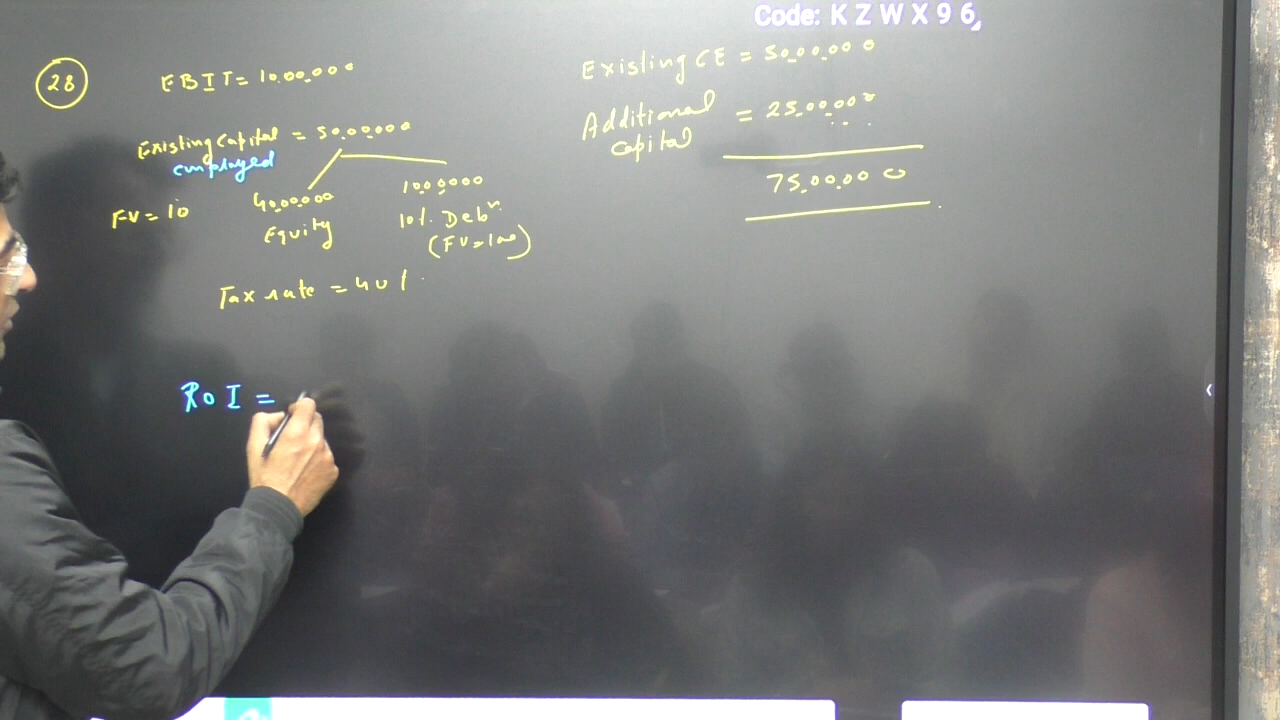 Code: K Z W X 9 6,
28
EBIT = 10,00,000
Existing Capital = 50,00,000
employed
FV = 10
40,00,000
Equity
10,00,000
10% Debⁿ
(FV = 100)
Tax rate = 40%
ROI =
Existing CE = 50,00,000
Additional = 25,00,000
capital
75,00,000